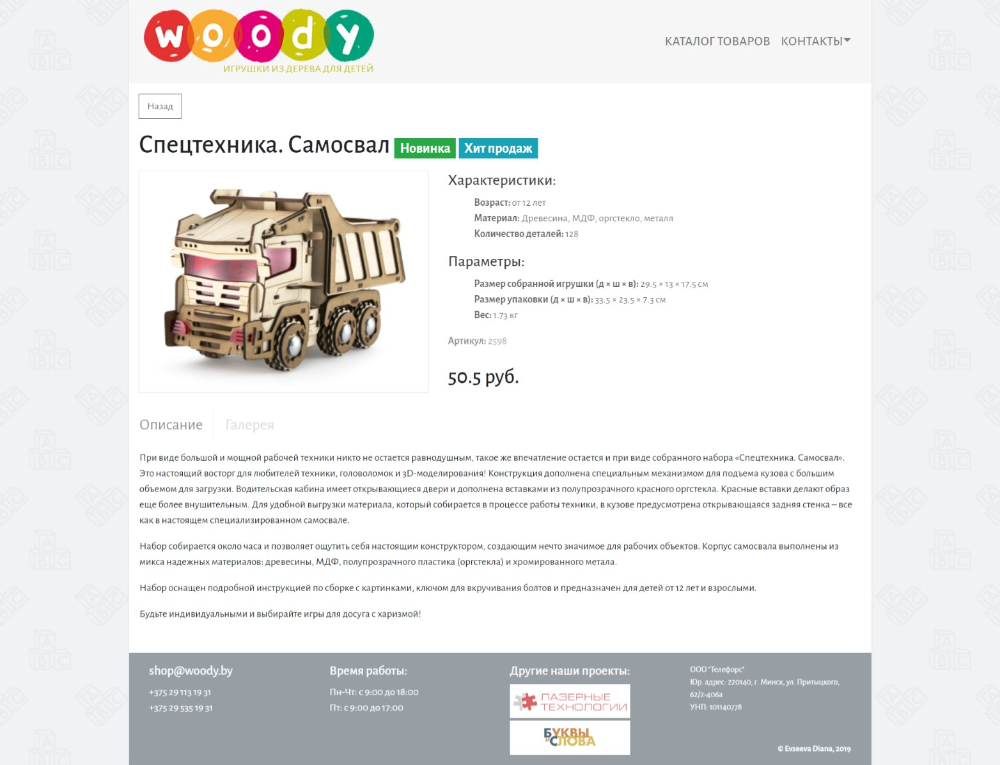 woody
ИГРУШКИ ИЗ ДЕРЕВА ДЛЯ ДЕТЕЙ
КАТАЛОГ ТОВАРОВ КОНТАКТЫ
Назад
Спецтехника. Самосвал Новинка Хит продаж
Характеристики:
Возраст: от 12 лет
Материал: Древесина, МДФ, оргстекло, металл
Количество деталей: 128
Параметры:
Размер собранной игрушки (д × ш × в): 29.5 × 13 × 17.5 см
Размер упаковки (д × ш × в): 33.5 × 23.5 × 7.3 см
Вес: 1.73 кг
Артикул: 2598
50.5 руб.
Описание Галерея
При виде большой и мощной рабочей техники никто не остается равнодушным, такое же впечатление остается и при виде собранного набора «Спецтехника. Самосвал».
Это настоящий восторг для любителей техники, головоломок и 3D-моделирования! Конструкция дополнена специальным механизмом для подъема кузова с большим
объемом для загрузки. Водительская кабина имеет открывающиеся двери и дополнена вставками из полупрозрачного красного оргстекла. Красные вставки делают образ
еще более внушительным. Для удобной выгрузки материала, который собирается в процессе работы техники, в кузове предусмотрена открывающаяся задняя стенка – все
как в настоящем специализированном самосвале.
Набор собирается около часа и позволяет ощутить себя настоящим конструктором, создающим нечто значимое для рабочих объектов. Корпус самосвала выполнены из
микса надежных материалов: древесины, МДФ, полупрозрачного пластика (оргстекла) и хромированного метала.
Набор оснащен подробной инструкцией по сборке с картинками, ключом для вкручивания болтов и предназначен для детей от 12 лет и взрослыми.
Будьте индивидуальными и выбирайте игры для досуга с харизмой!
shop@woody.by
+375 29 113 19 31
+375 29 535 19 31
Время работы:
Пн-Чт: с 9:00 до 18:00
Пт: с 9:00 до 17:00
Другие наши проекты:
ЛАЗЕРНЫЕ
ТЕХНОЛОГИИ
БУКВЫ
И СЛОВА
ООО "Телефорс"
Юр. адрес: 220140, г. Минск, ул. Притыцкого,
62/2-406а
УНП: 101140778
© Evseeva Diana, 2019